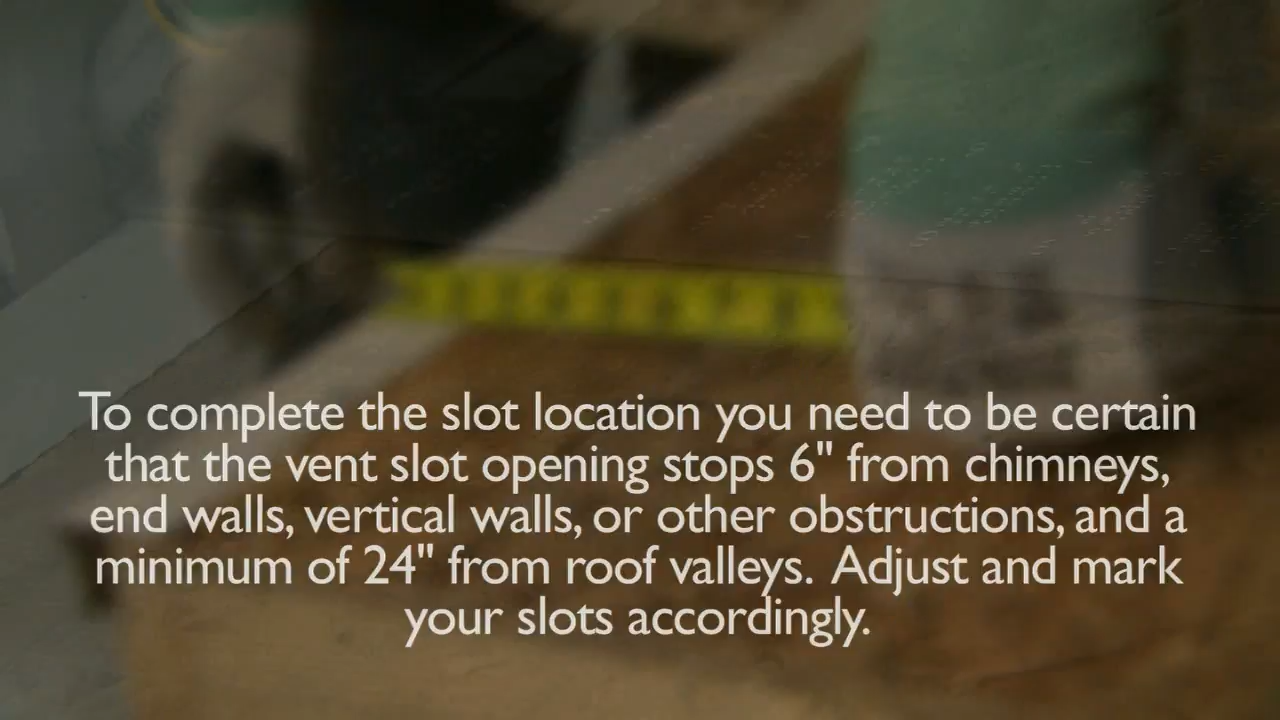 To complete the slot location you need to be certain
that the vent slot opening stops 6" from chimneys,
end walls, vertical walls, or other obstructions, and a
minimum of 24" from roof valleys.  Adjust and mark
your slots accordingly.